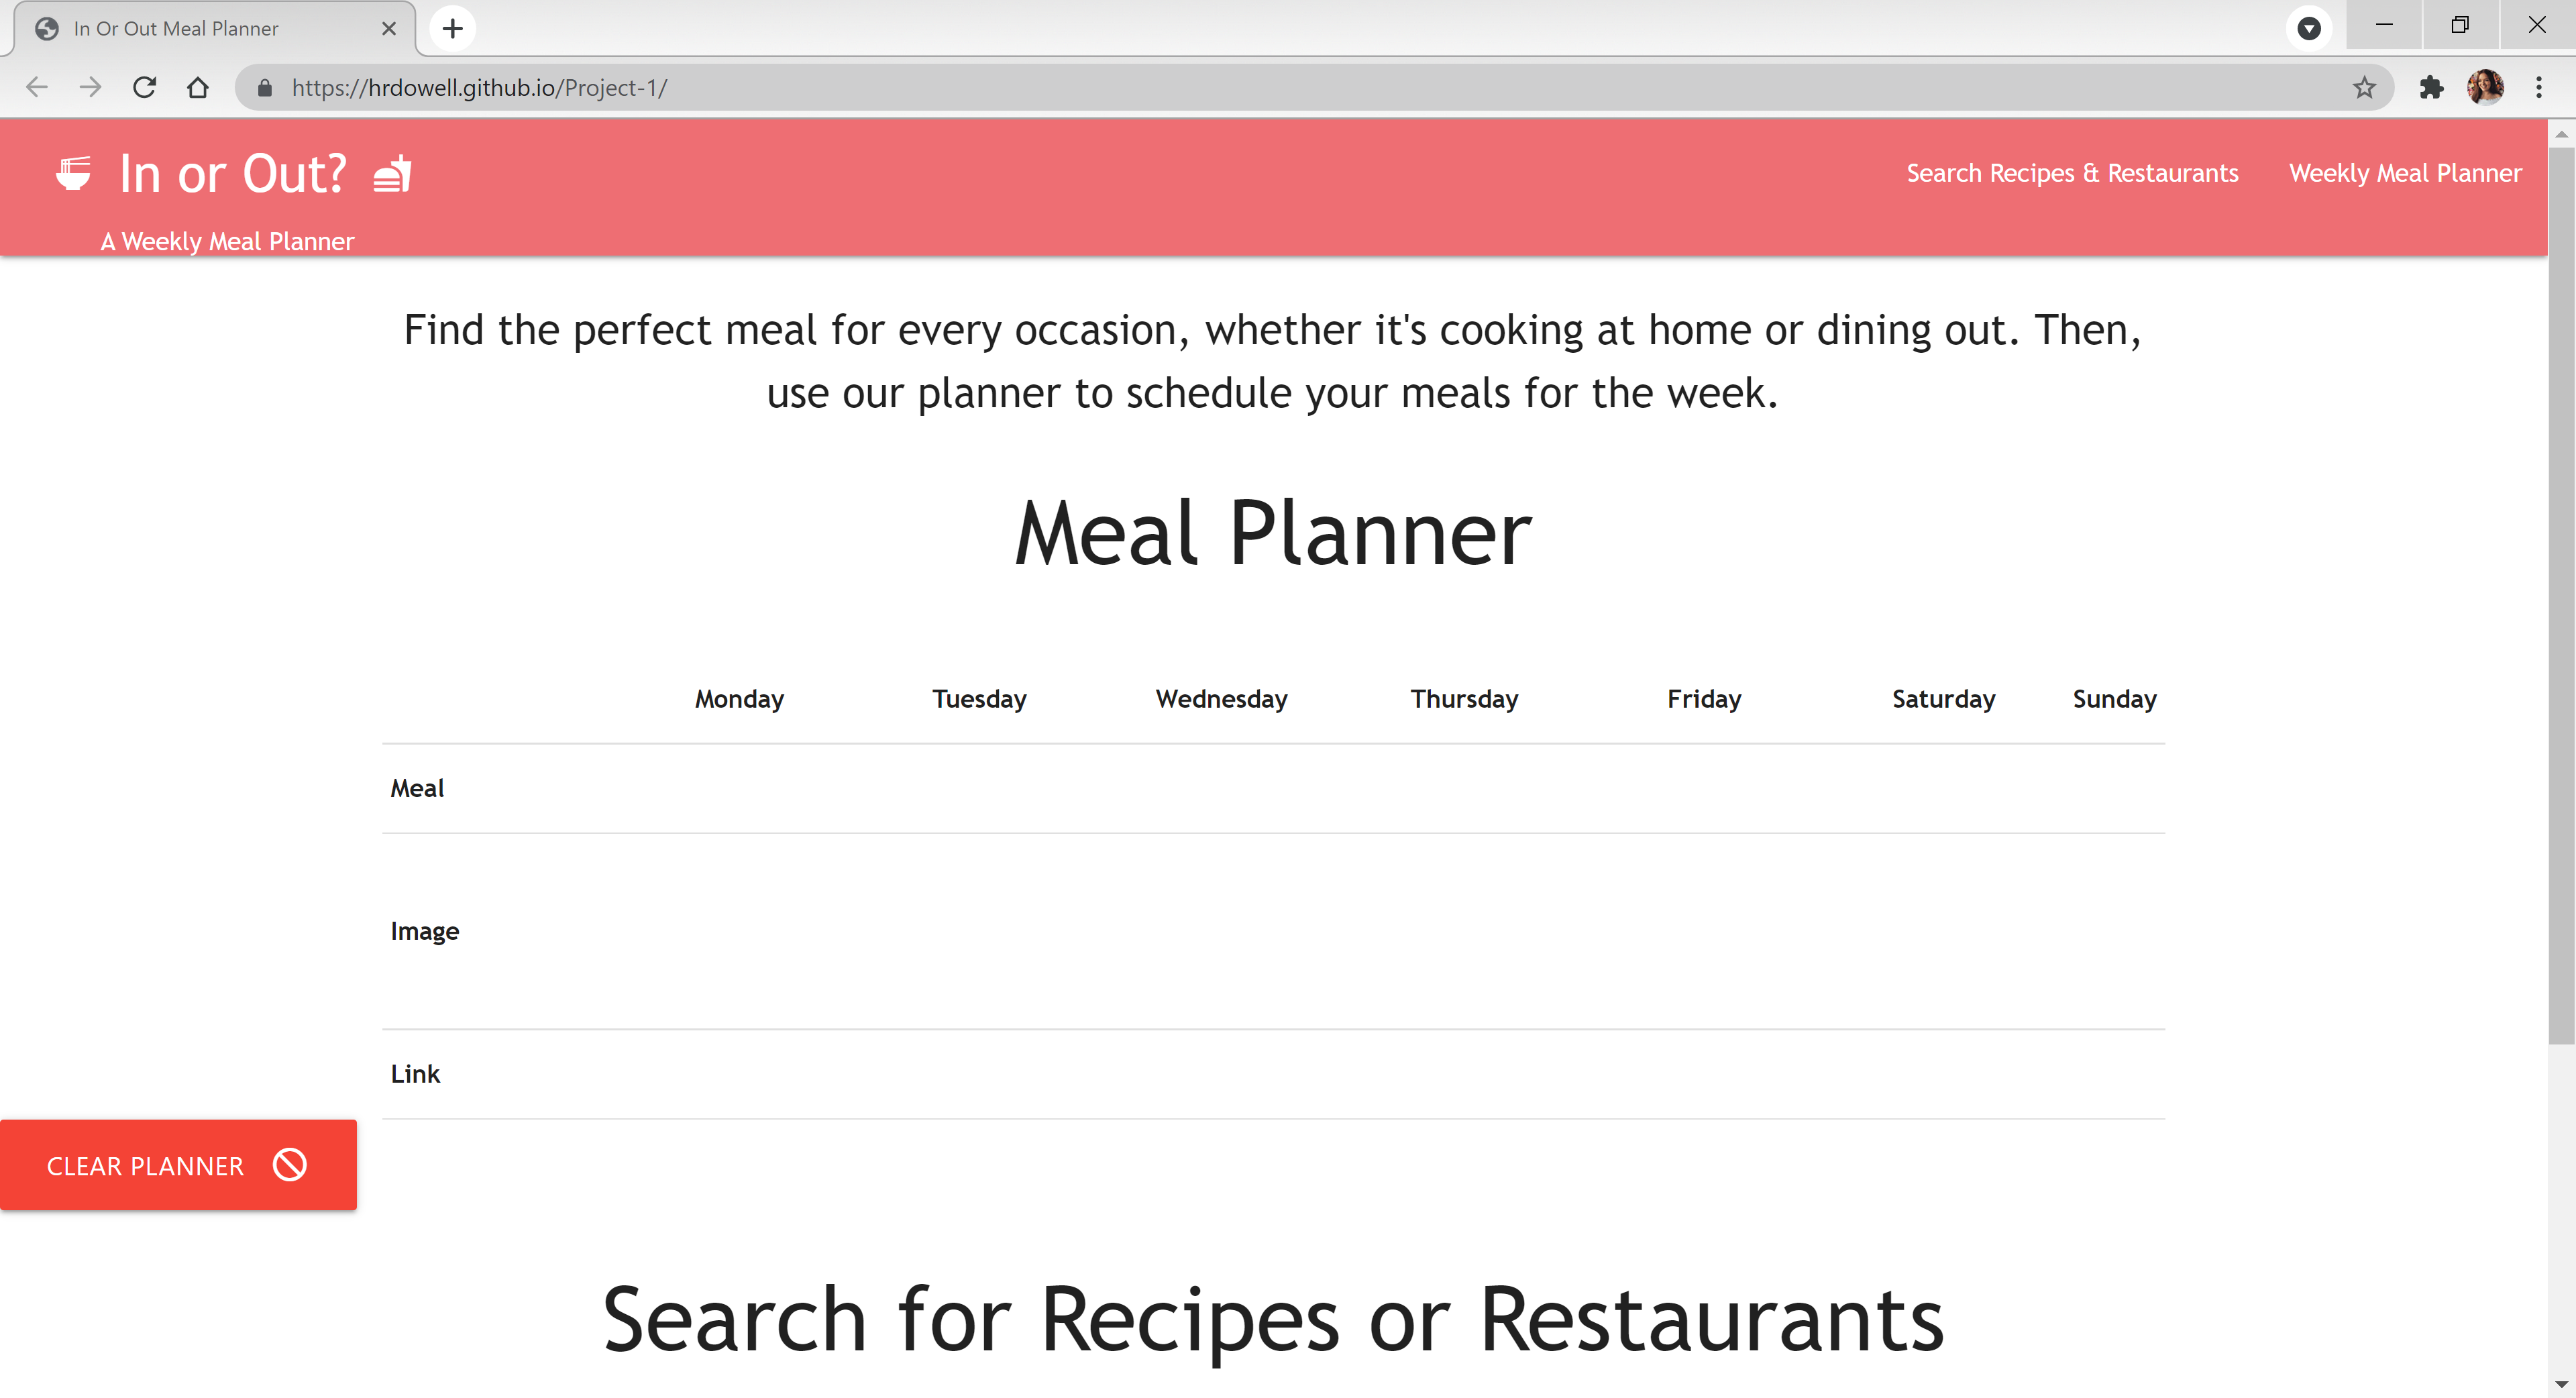 In Or Out Meal Planner
https://hrdowell.github.io/Project-1/
In or Out?
Search Recipes & Restaurants Weekly Meal Planner
A Weekly Meal Planner
Find the perfect meal for every occasion, whether it's cooking at home or dining out. Then,
use our planner to schedule your meals for the week.
Meal Planner
Monday Tuesday Wednesday Thursday Friday Saturday Sunday
Meal
Image
Link
CLEAR PLANNER
Search for Recipes or Restaurants